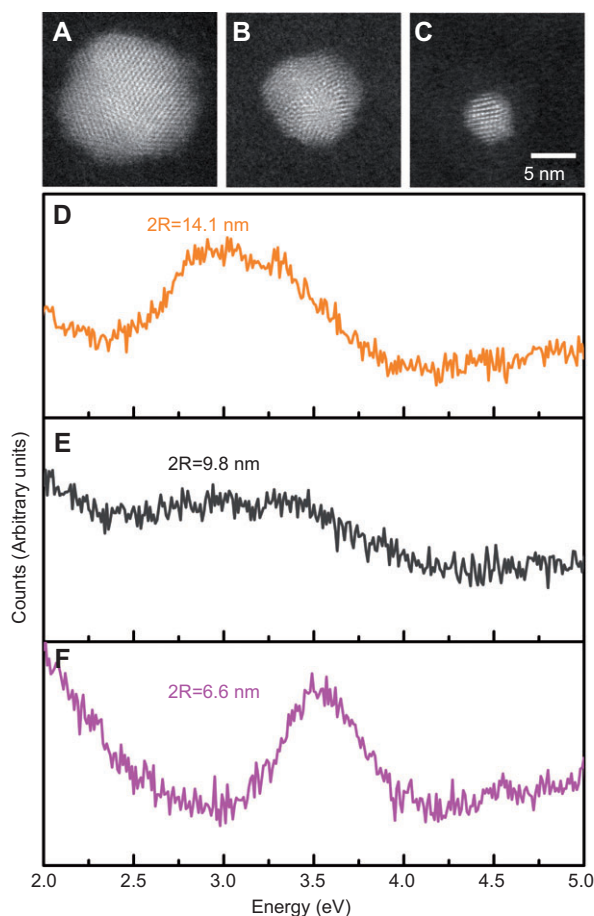 A
B
C
5 nm
D
2R=14.1 nm
E
2R=9.8 nm
F
2R=6.6 nm
Counts (Arbitrary units)
2.0 2.5 3.0 3.5 4.0 4.5 5.0
Energy (eV)